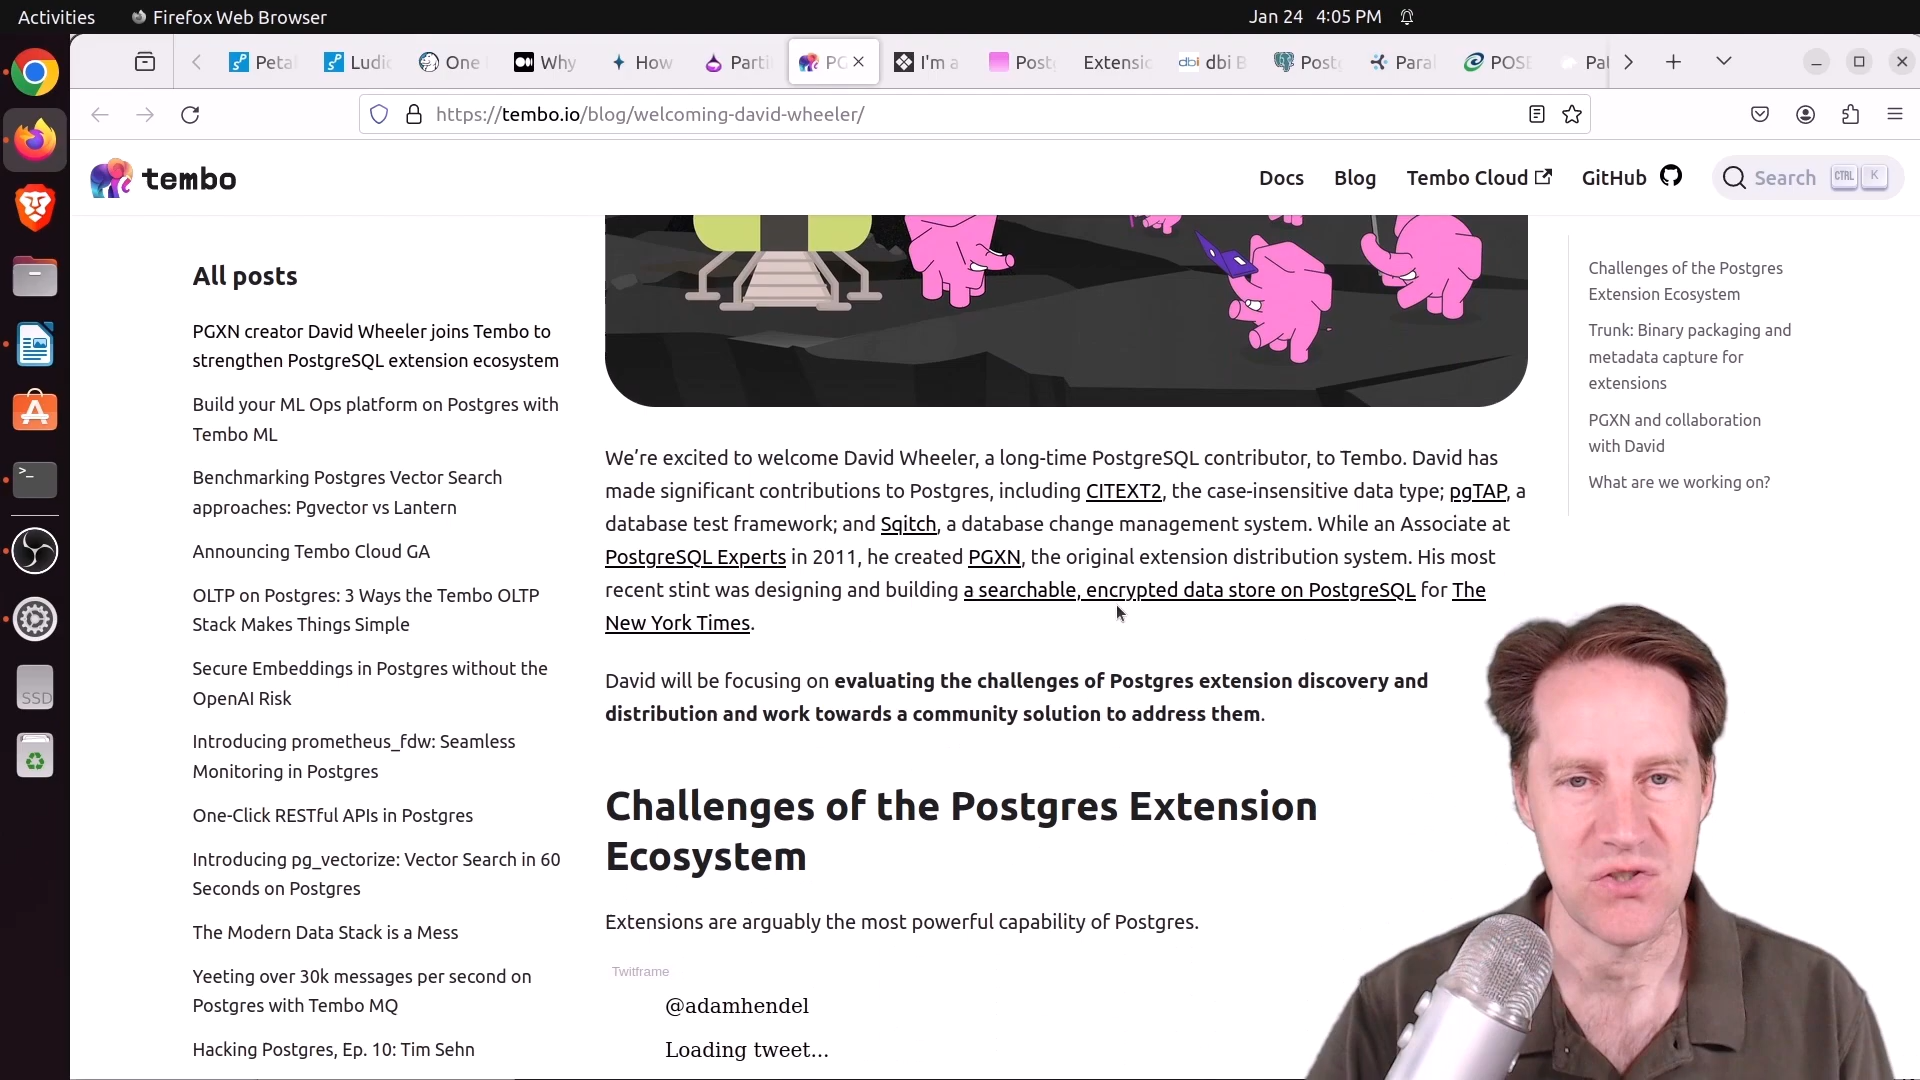 Activities
Firefox Web Browser
Jan 24 4:05 PM
Peta
Ludic
One
Why
How
Parti
PG
I'm a
Postg
Extensio
dbi dbi B
Postg
Para
POSE
Pal
https://tembo.io/blog/welcoming-david-wheeler/
tembo
Docs
Blog
Tembo Cloud
GitHub
Search CTRL K
All posts
PGXN creator David Wheeler joins Tembo to
strengthen PostgreSQL extension ecosystem
Build your ML Ops platform on Postgres with
Tembo ML
Benchmarking Postgres Vector Search
approaches: Pgvector vs Lantern
Announcing Tembo Cloud GA
OLTP on Postgres: 3 Ways the Tembo OLTP
Stack Makes Things Simple
Secure Embeddings in Postgres without the
OpenAI Risk
Introducing prometheus_fdw: Seamless
Monitoring in Postgres
One-Click RESTful APIs in Postgres
Introducing pg_vectorize: Vector Search in 60
Seconds on Postgres
The Modern Data Stack is a Mess
Yeeting over 30k messages per second on
Postgres with Tembo MQ
Hacking Postgres, Ep. 10: Tim Sehn
We’re excited to welcome David Wheeler, a long-time PostgreSQL contributor, to Tembo. David has
made significant contributions to Postgres, including CITEXT2, the case-insensitive data type; pgTAP, a
database test framework; and Sqitch, a database change management system. While an Associate at
PostgreSQL Experts in 2011, he created PGXN, the original extension distribution system. His most
recent stint was designing and building a searchable, encrypted data store on PostgreSQL for The
New York Times.
David will be focusing on evaluating the challenges of Postgres extension discovery and
distribution and work towards a community solution to address them.
Challenges of the Postgres Extension
Ecosystem
Extensions are arguably the most powerful capability of Postgres.
Twitframe
@adamhendel
Loading tweet...
Challenges of the Postgres
Extension Ecosystem
Trunk: Binary packaging and
metadata capture for
extensions
PGXN and collaboration
with David
What are we working on?
SSD